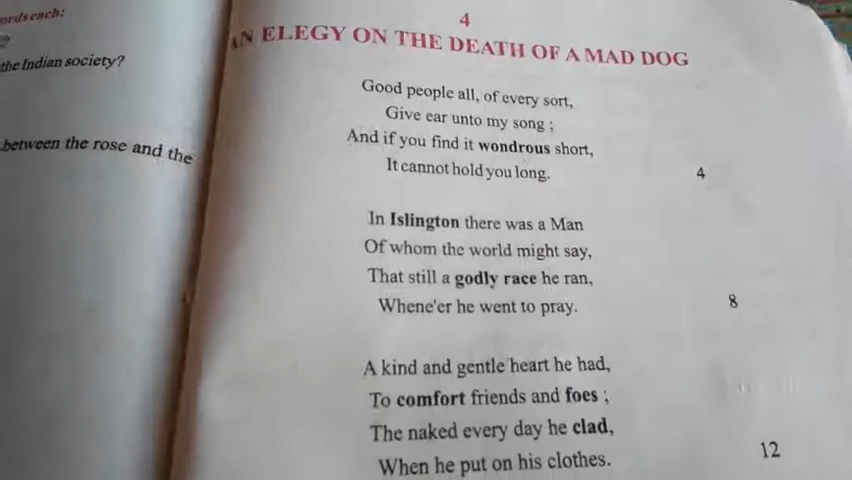 ords each:
the Indian society?
between the rose and the
4
AN ELEGY ON THE DEATH OF A MAD DOG
Good people all, of every sort,
Give ear unto my song ;
And if you find it wondrous short,
It cannot hold you long. 4
In Islington there was a Man
Of whom the world might say,
That still a godly race he ran,
Whene'er he went to pray. 8
A kind and gentle heart he had,
To comfort friends and foes ;
The naked every day he clad,
When he put on his clothes. 12